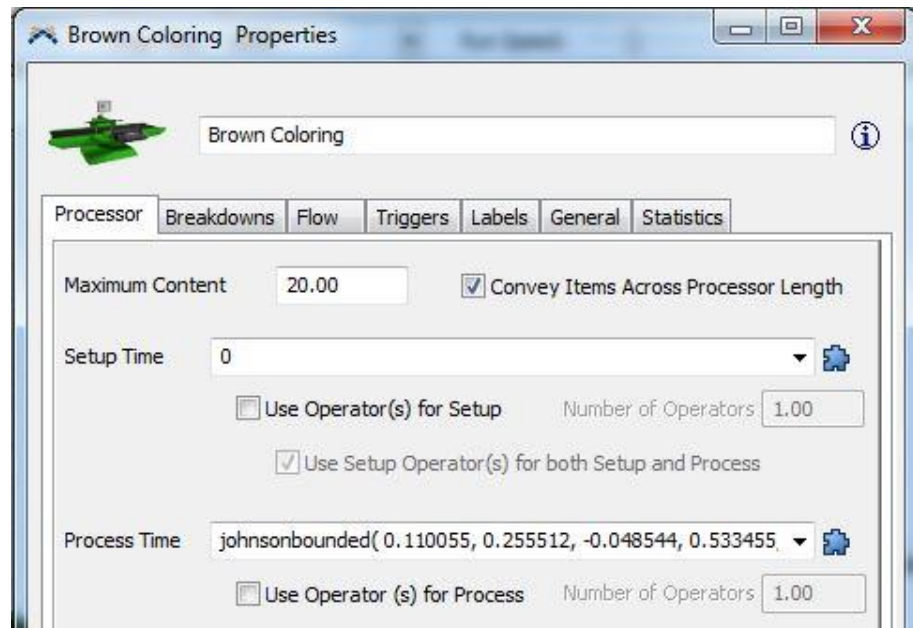 Brown Coloring Properties
Brown Coloring
Processor Breakdowns Flow Triggers Labels General Statistics
Maximum Content 20.00 Convey Items Across Processor Length
Setup Time 0
Use Operator(s) for Setup Number of Operators 1.00
Use Setup Operator(s) for both Setup and Process
Process Time johnsonbounded( 0.110055, 0.255512, -0.048544, 0.533455,
Use Operator (s) for Process Number of Operators 1.00